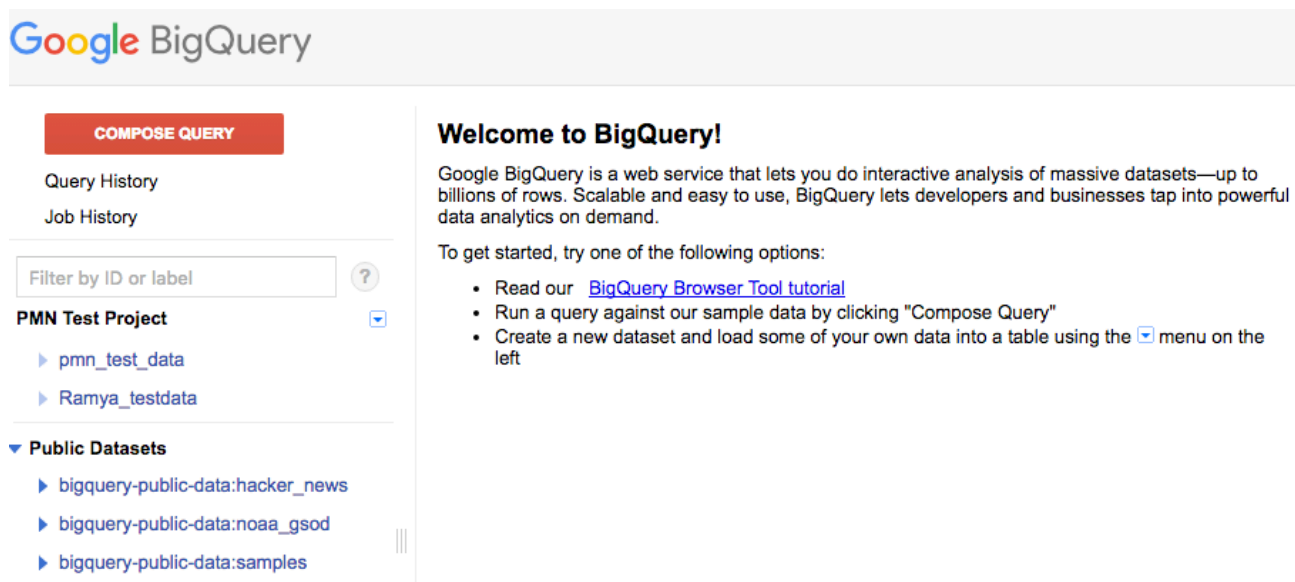 Google BigQuery
COMPOSE QUERY
Query History
Job History
Filter by ID or label
?
PMN Test Project
pmn_test_data
Ramya_testdata
Public Datasets
bigquery-public-data:hacker_news
bigquery-public-data:noaa_gsod
bigquery-public-data:samples
Welcome to BigQuery!
Google BigQuery is a web service that lets you do interactive analysis of massive datasets—up to
billions of rows. Scalable and easy to use, BigQuery lets developers and businesses tap into powerful
data analytics on demand.
To get started, try one of the following options:
• Read our BigQuery Browser Tool tutorial
• Run a query against our sample data by clicking "Compose Query"
• Create a new dataset and load some of your own data into a table using the menu on the
left